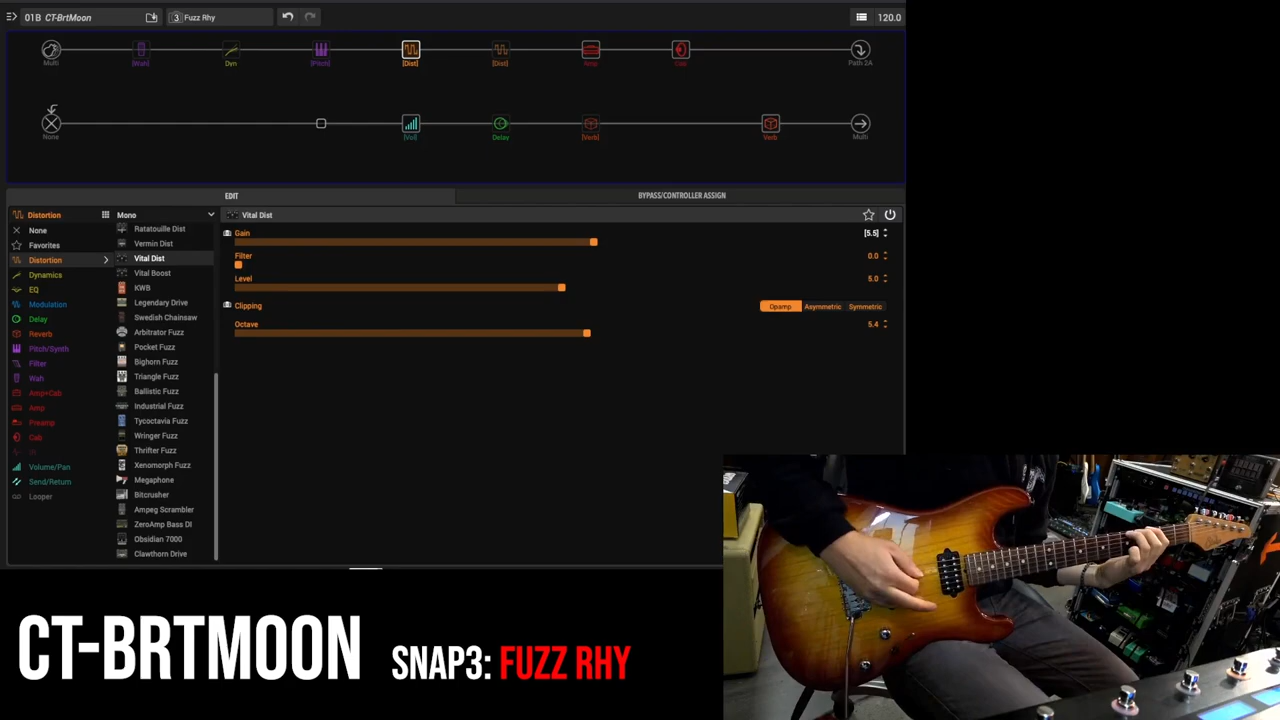 01B CT-BrtMoon 3 Fuzz Rhy 120.0
Multi [Wah] Dyn [Pitch] [Dist] [Dist] Amp Cab Path 2A
None [Vol] Delay [Verb] Verb Multi
EDIT BYPASS/CONTROLLER ASSIGN
Distortion Mono Vital Dist
None
Favorites
Distortion
Dynamics
EQ
Modulation
Delay
Reverb
Pitch/Synth
Filter
Wah
Amp+Cab
Amp
Preamp
Cab
IR
Volume/Pan
Send/Return
Looper
Ratatouille Dist
Vermin Dist
Vital Dist
Vital Boost
KWB
Legendary Drive
Swedish Chainsaw
Arbitrator Fuzz
Pocket Fuzz
Bighorn Fuzz
Triangle Fuzz
Ballistic Fuzz
Industrial Fuzz
Tycoctavia Fuzz
Wringer Fuzz
Thrifter Fuzz
Xenomorph Fuzz
Megaphone
Bitcrusher
Ampeg Scrambler
ZeroAmp Bass DI
Obsidian 7000
Clawthorn Drive
Gain [5.5]
Filter 0.0
Level 5.0
Clipping Opamp Asymmetric Symmetric
Octave 5.4
CT-BRTMOON SNAP3: FUZZ RHY